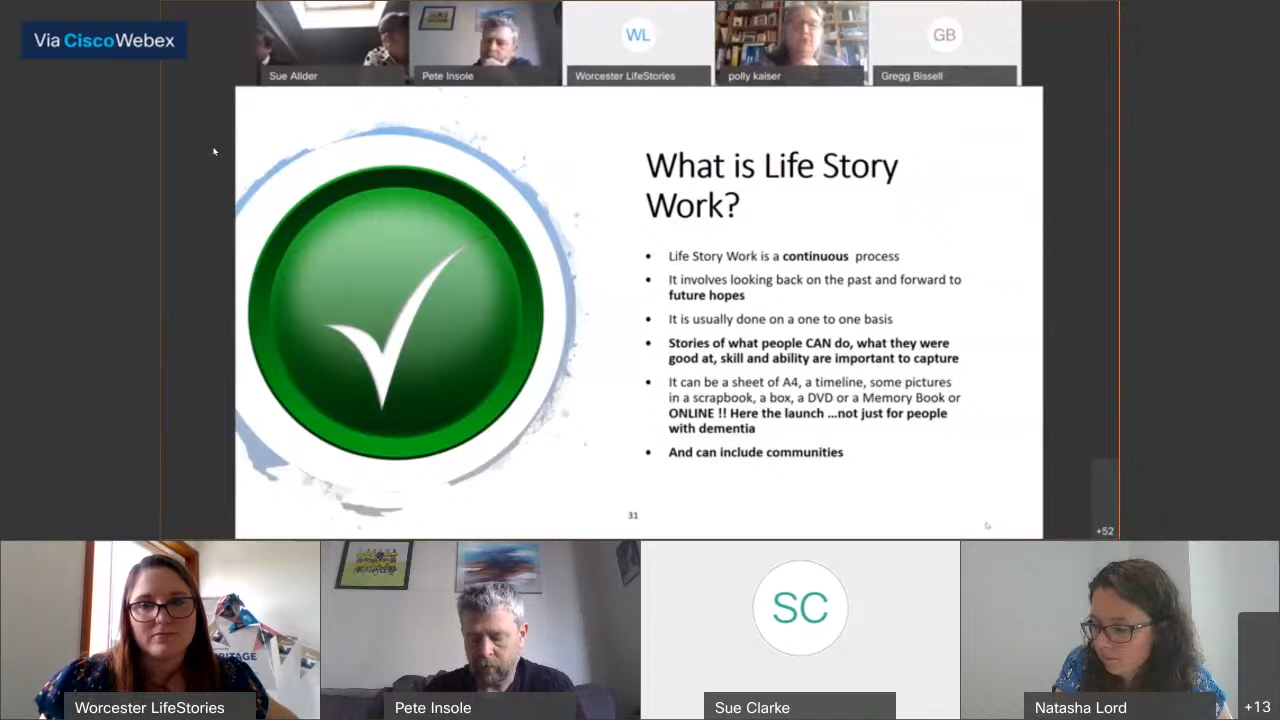 Via Cisco Webex
Sue Allder
Pete Insole
WL
Worcester LifeStories
polly kaiser
GB
Gregg Bissell
What is Life Story
Work?
• Life Story Work is a continuous process
• It involves looking back on the past and forward to
future hopes
• It is usually done on a one to one basis
• Stories of what people CAN do, what they were
good at, skill and ability are important to capture
• It can be a sheet of A4, a timeline, some pictures
in a scrapbook, a box, a DVD or a Memory Book or
ONLINE !! Here the launch ...not just for people
with dementia
• And can include communities
31
+52
Worcester LifeStories
Pete Insole
SC
Sue Clarke
Natasha Lord
+13